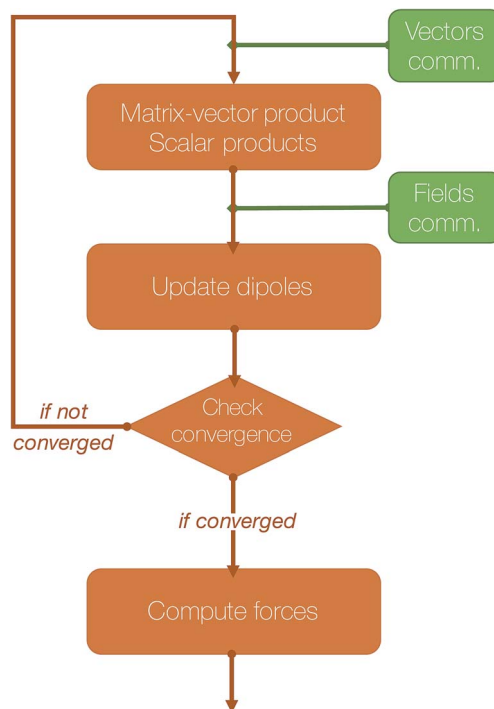 Vectors
comm.
Matrix-vector product
Scalar products
Fields
comm.
Update dipoles
Check
convergence
if not
converged
if converged
Compute forces